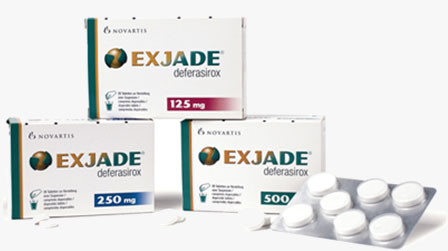 NOVARTIS
EXJADE®
deferasirox
125 mg
NOVARTIS
EXJADE®
deferasirox
250 mg
NOVARTIS
EXJADE®
deferasirox
500